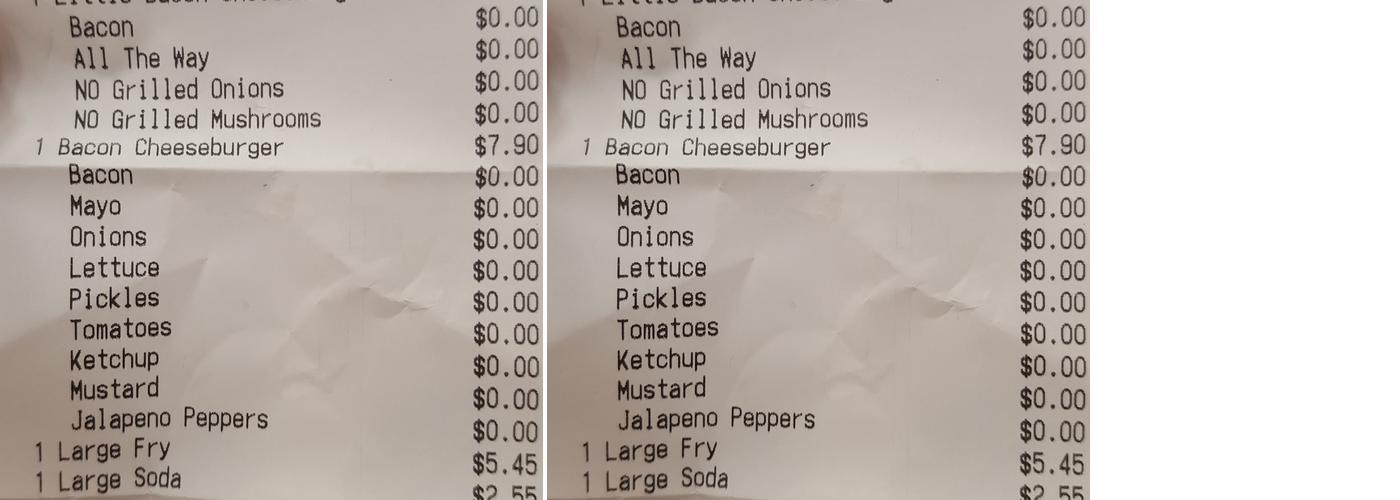 Bacon $0.00
All The Way $0.00
NO Grilled Onions $0.00
NO Grilled Mushrooms $0.00
1 Bacon Cheeseburger $7.90
Bacon $0.00
Mayo $0.00
Onions $0.00
Lettuce $0.00
Pickles $0.00
Tomatoes $0.00
Ketchup $0.00
Mustard $0.00
Jalapeno Peppers $0.00
1 Large Fry $5.45
1 Large Soda $2.55
Bacon $0.00
All The Way $0.00
NO Grilled Onions $0.00
NO Grilled Mushrooms $0.00
1 Bacon Cheeseburger $7.90
Bacon $0.00
Mayo $0.00
Onions $0.00
Lettuce $0.00
Pickles $0.00
Tomatoes $0.00
Ketchup $0.00
Mustard $0.00
Jalapeno Peppers $0.00
1 Large Fry $5.45
1 Large Soda $2.55